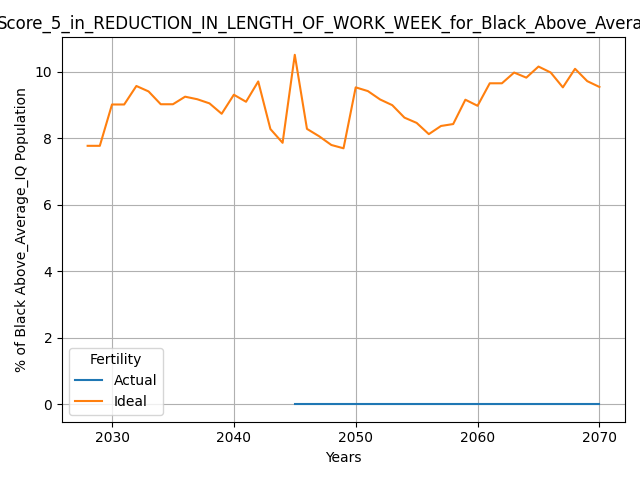 Score_5_in_REDUCTION_IN_LENGTH_OF_WORK_WEEK_for_Black_Above_Avera
% of Black Above_Average_IQ Population
10
8
6
4
2
0
Fertility
Actual
Ideal
2030 2040 2050 2060 2070
Years